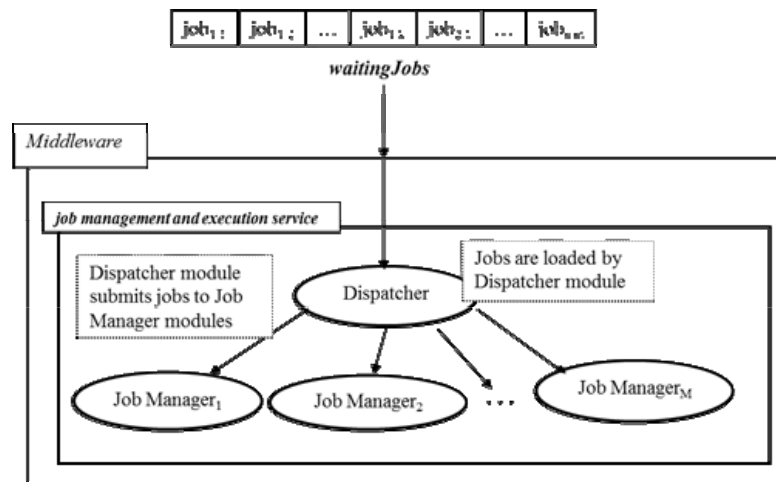 ... ...
waitingJobs
Middleware
job management and execution service
Dispatcher module
submits jobs to Job
Manager modules
Jobs are loaded by
Dispatcher module
Dispatcher
Job Manager₁
Job Manager₂
...
Job Manager_M